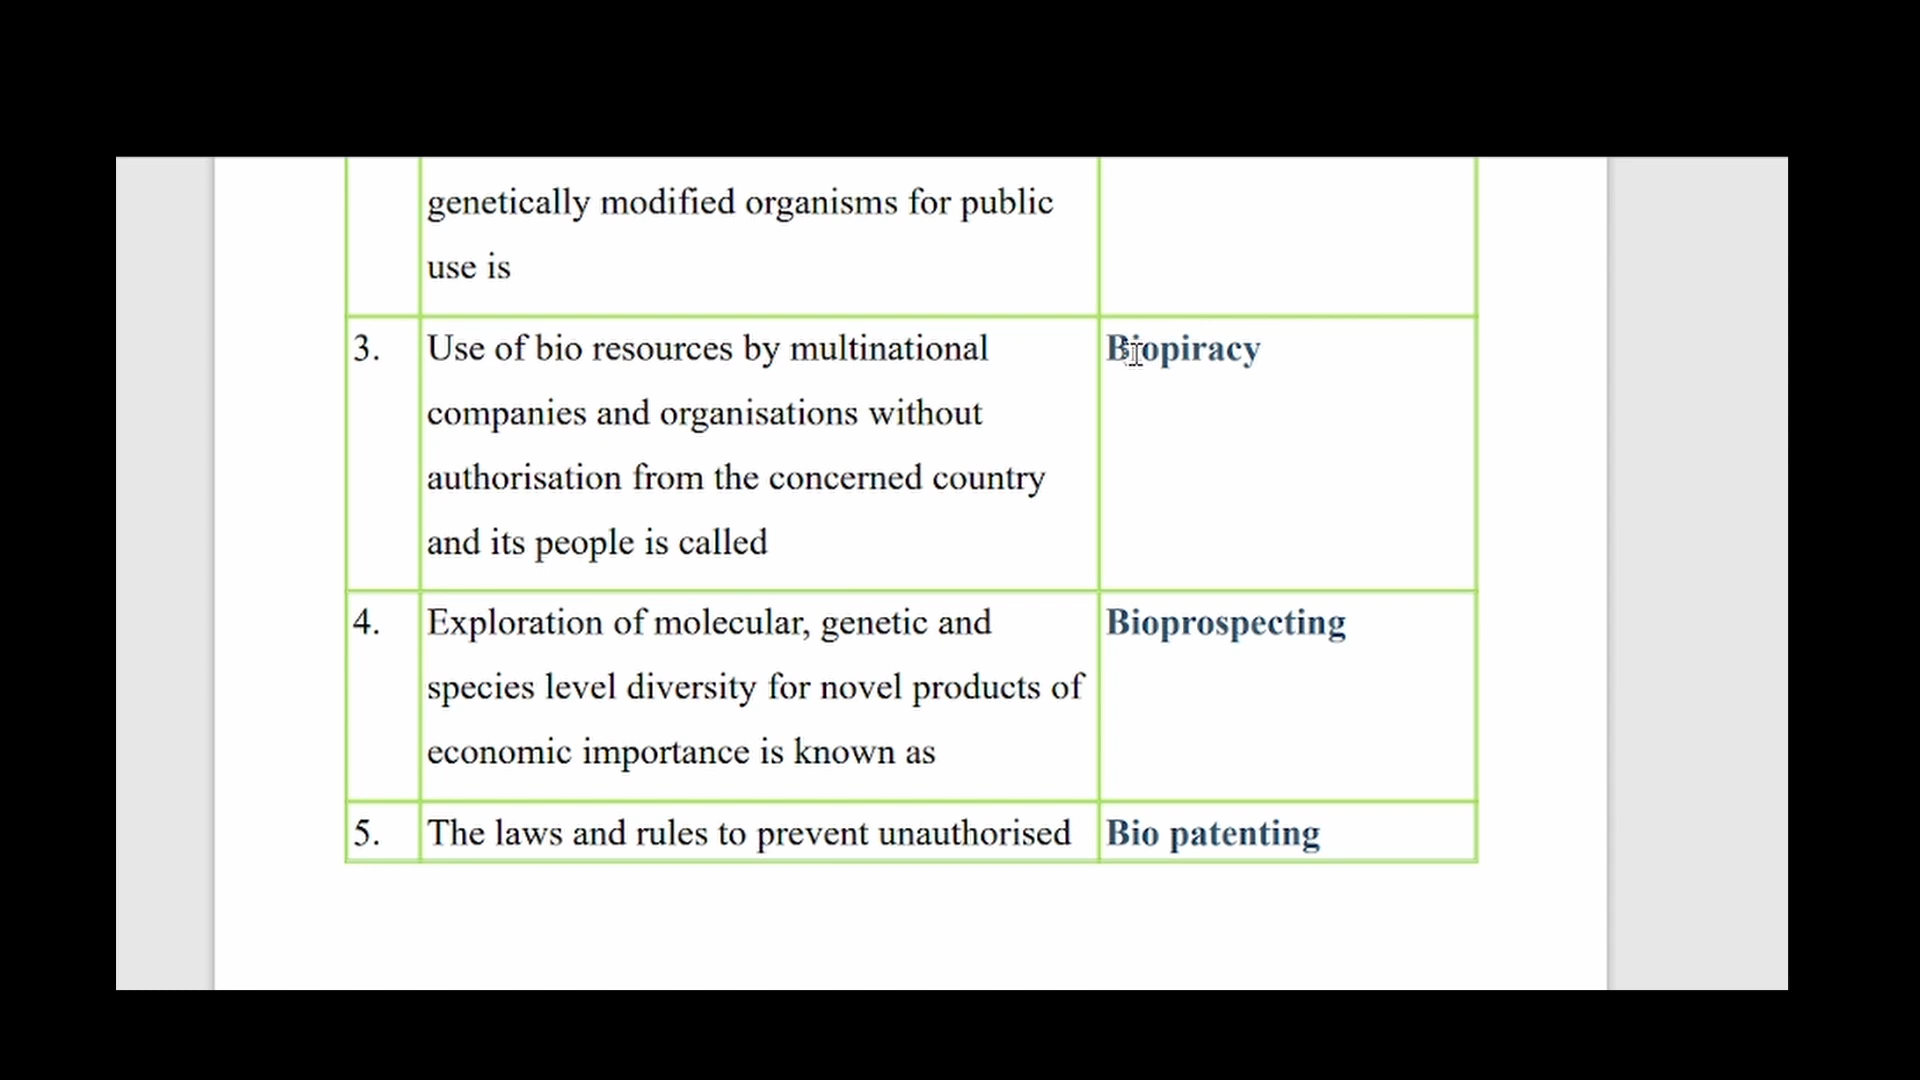 genetically modified organisms for public
use is
3. Use of bio resources by multinational Biopiracy
companies and organisations without
authorisation from the concerned country
and its people is called
4. Exploration of molecular, genetic and Bioprospecting
species level diversity for novel products of
economic importance is known as
5. The laws and rules to prevent unauthorised Bio patenting